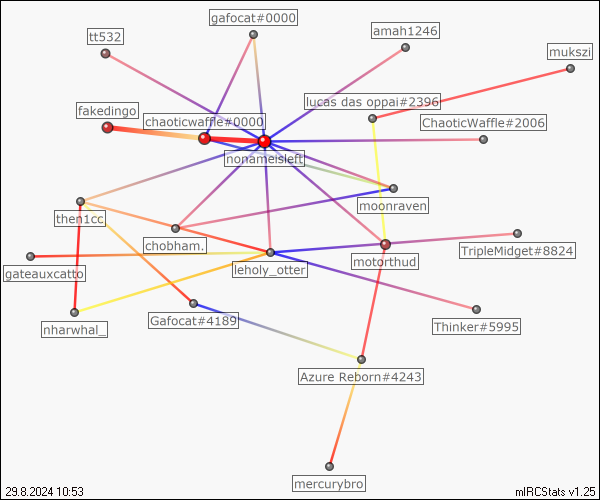 gafocat#0000
tt532
amah1246
mukszi
lucas das oppai#2396
fakedingo
chaoticwaffle#0000
ChaoticWaffle#2006
nonameisleft
moonraven
then1cc
chobham.
TripleMidget#8824
motorthud
gateauxcatto
leholy_otter
Gafocat#4189
Thinker#5995
nharwhal_
Azure Reborn#4243
mercurybro
29.8.2024 10:53
mIRCStats v1.25